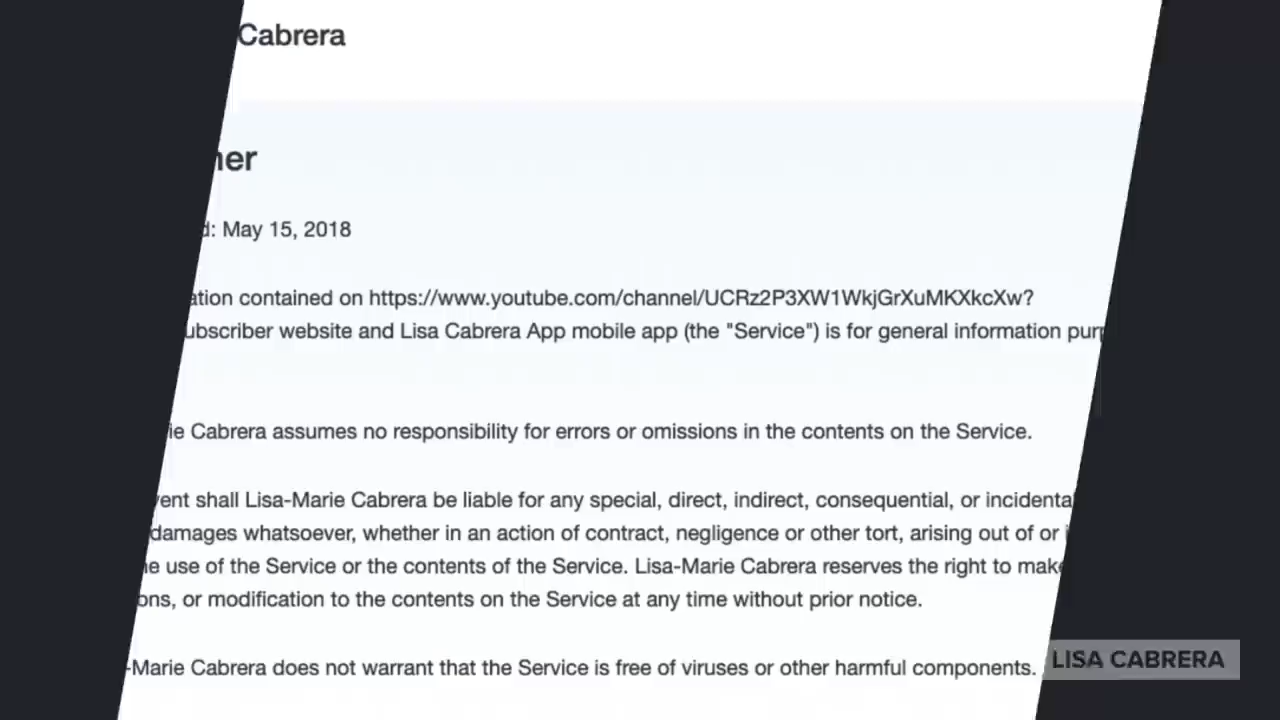 Cabrera
ner
d: May 15, 2018
ation contained on https://www.youtube.com/channel/UCRz2P3XW1WkjGrXuMKXkcXw?
ubscriber website and Lisa Cabrera App mobile app (the "Service") is for general information pur
ie Cabrera assumes no responsibility for errors or omissions in the contents on the Service.
vent shall Lisa-Marie Cabrera be liable for any special, direct, indirect, consequential, or incidenta
damages whatsoever, whether in an action of contract, negligence or other tort, arising out of or
e use of the Service or the contents of the Service. Lisa-Marie Cabrera reserves the right to make
ons, or modification to the contents on the Service at any time without prior notice.
-Marie Cabrera does not warrant that the Service is free of viruses or other harmful components.
LISA CABRERA